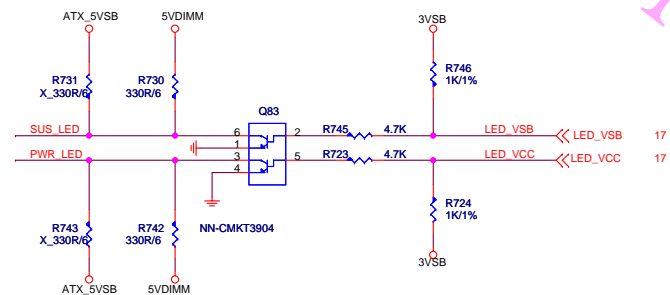 ATX_5VSB 5VDIMM 3VSB
R731 X_330R/6 R730 330R/6 R746 1K/1%
Q83
SUS_LED 6 2 R745 4.7K LED_VSB LED_VSB 17
1
PWR_LED 3 5 R723 4.7K LED_VCC LED_VCC 17
4
R743 X_330R/6 R742 330R/6 NN-CMKT3904 R724 1K/1%
ATX_5VSB 5VDIMM 3VSB